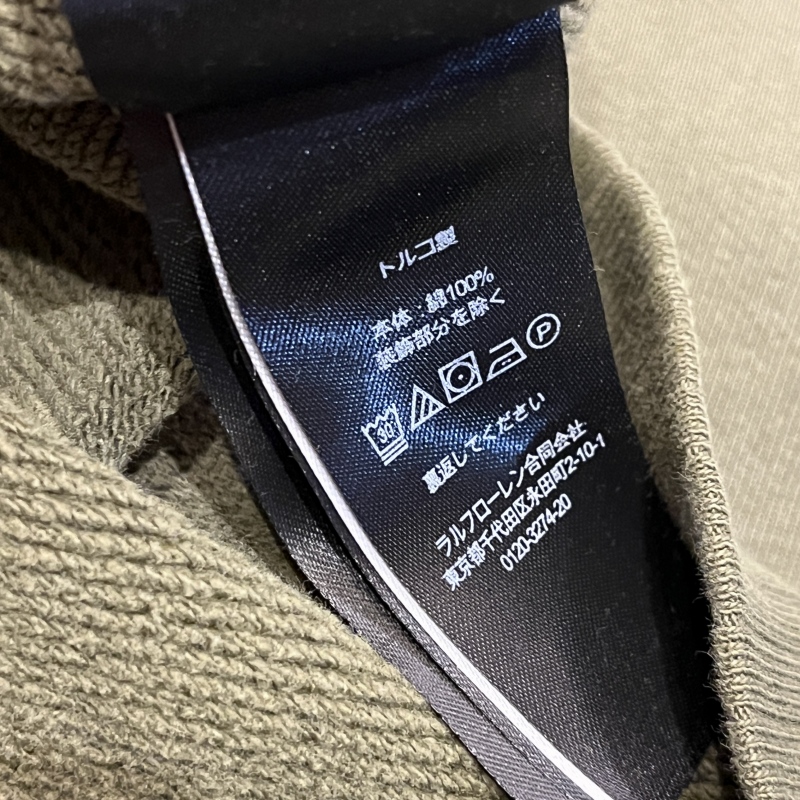 トルコ製
本体:綿100%
装飾部分を除く
30 P
裏返してください
ラルフローレン合同会社
東京都千代田区永田町2-10-1
0120-3274-20